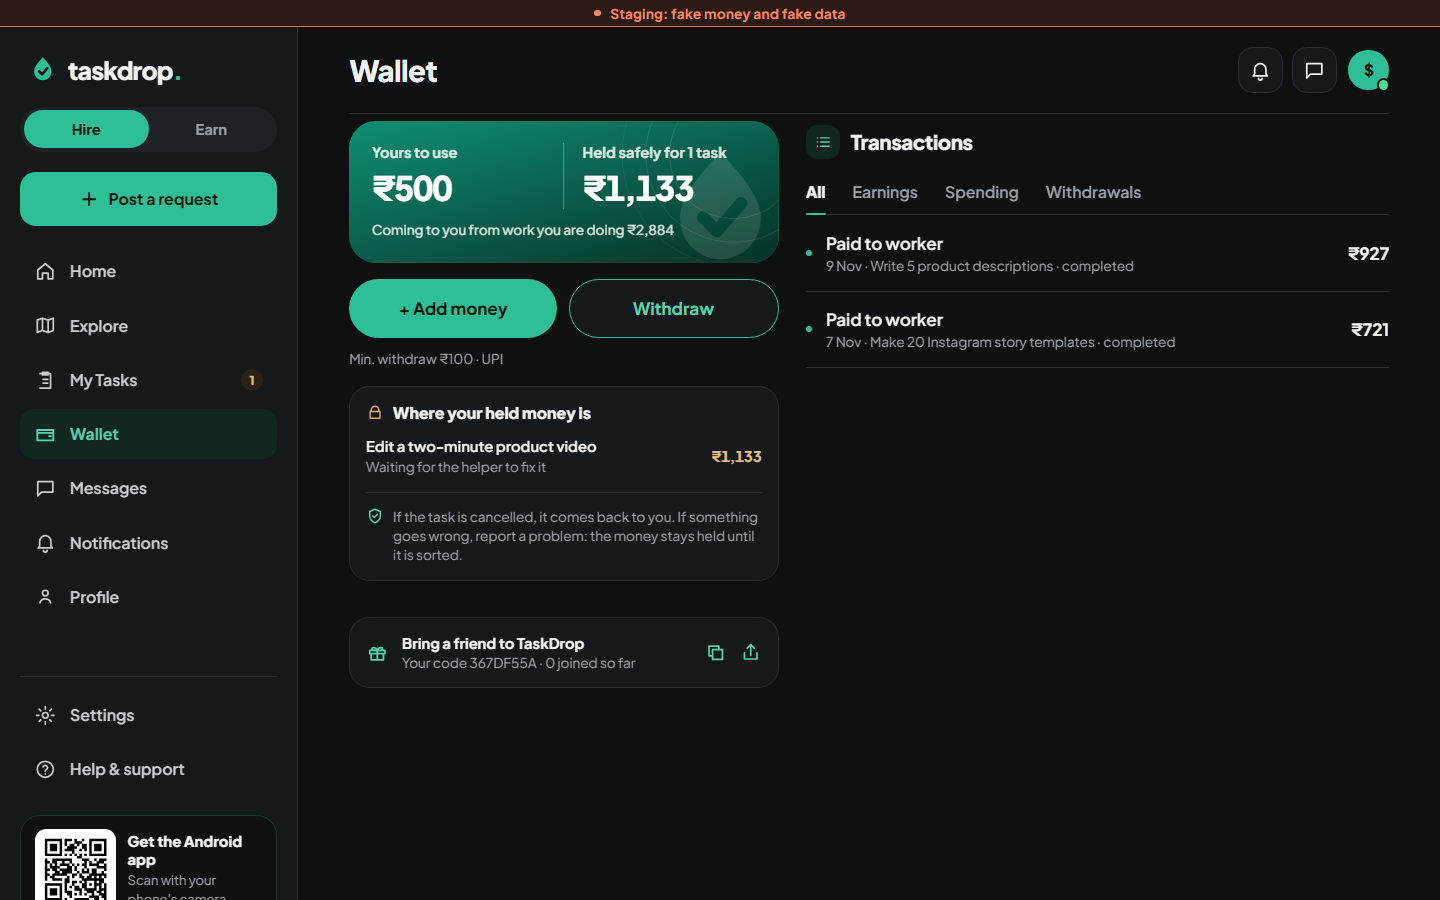 Staging: fake money and fake data
taskdrop.
Hire
Earn
+ Post a request
Home
Explore
My Tasks
1
Wallet
Messages
Notifications
Profile
Settings
Help & support
Get the Android
app
Scan with your
phone's camera
Wallet
$
Yours to use
₹500
Held safely for 1 task
₹1,133
Coming to you from work you are doing ₹2,884
+ Add money
Withdraw
Min. withdraw ₹100 · UPI
Where your held money is
Edit a two-minute product video
Waiting for the helper to fix it
₹1,133
If the task is cancelled, it comes back to you. If something
goes wrong, report a problem: the money stays held until
it is sorted.
Bring a friend to TaskDrop
Your code 367DF55A · 0 joined so far
Transactions
All
Earnings
Spending
Withdrawals
Paid to worker
9 Nov · Write 5 product descriptions · completed
₹927
Paid to worker
7 Nov · Make 20 Instagram story templates · completed
₹721